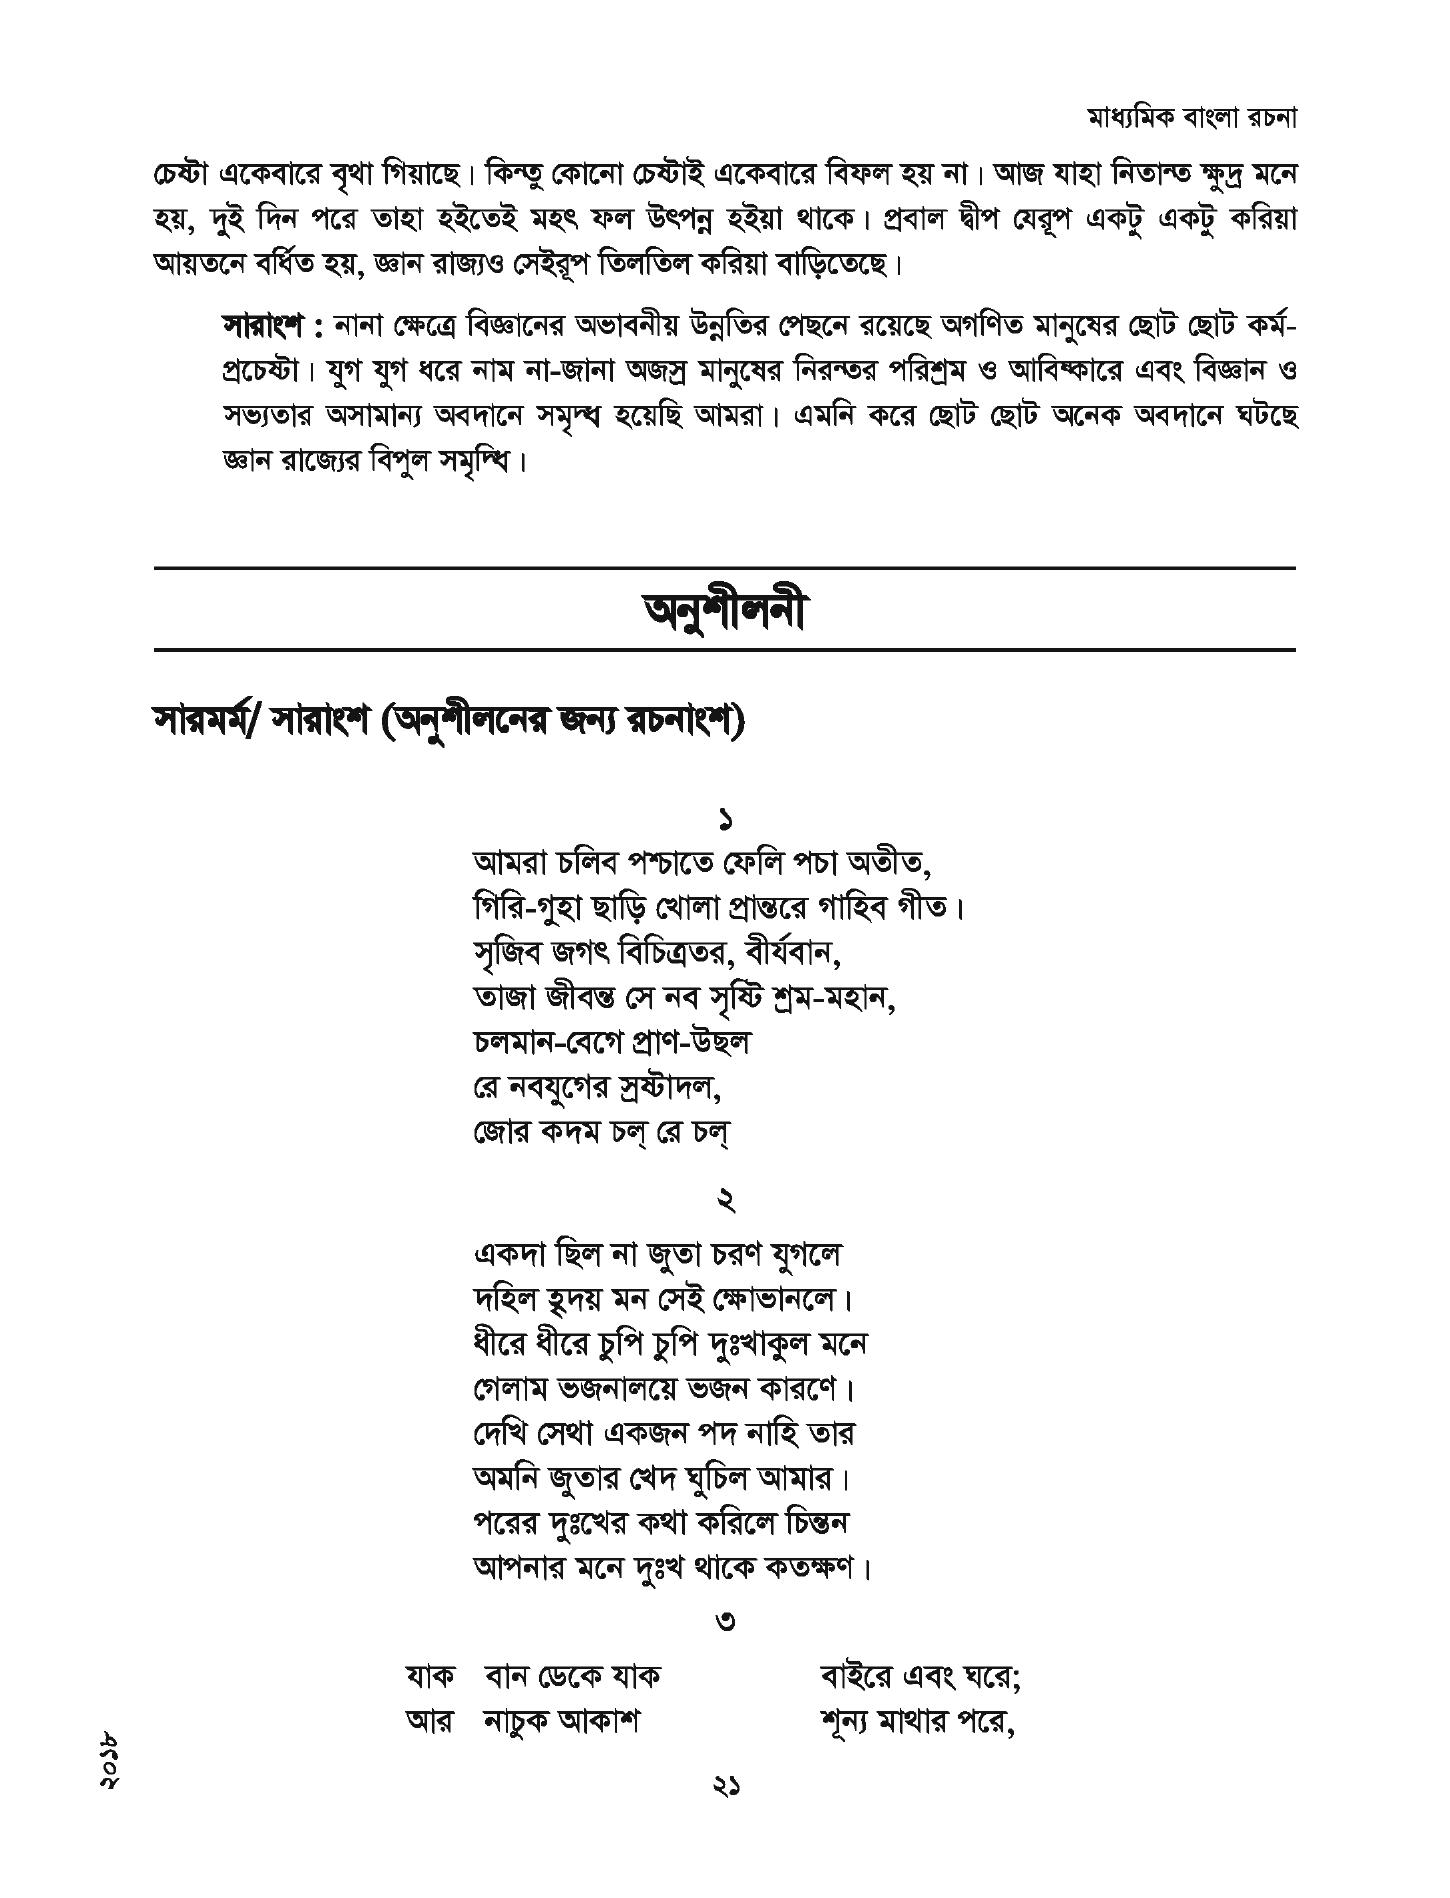 মাধ্যমিক বাংলা রচনা
চেষ্টা একেবারে বৃথা গিয়াছে। কিন্তু কোনো চেষ্টাই একেবারে বিফল হয় না। আজ যাহা নিতান্ত ক্ষুদ্র মনে
হয়, দুই দিন পরে তাহা হইতেই মহৎ ফল উৎপন্ন হইয়া থাকে। প্রবাল দ্বীপ যেরূপ একটু একটু করিয়া
আয়তনে বর্ধিত হয়, জ্ঞান রাজ্যও সেইরূপ তিলতিল করিয়া বাড়িতেছে।
সারাংশ : নানা ক্ষেত্রে বিজ্ঞানের অভাবনীয় উন্নতির পেছনে রয়েছে অগণিত মানুষের ছোট ছোট কর্ম-
প্রচেষ্টা। যুগ যুগ ধরে নাম না-জানা অজস্র মানুষের নিরন্তর পরিশ্রম ও আবিষ্কারে এবং বিজ্ঞান ও
সভ্যতার অসামান্য অবদানে সমৃদ্ধ হয়েছি আমরা। এমনি করে ছোট ছোট অনেক অবদানে ঘটছে
জ্ঞান রাজ্যের বিপুল সমৃদ্ধি।
অনুশীলনী
সারমর্ম/ সারাংশ (অনুশীলনের জন্য রচনাংশ)
১
আমরা চলিব পশ্চাতে ফেলি পচা অতীত,
গিরি-গুহা ছাড়ি খোলা প্রান্তরে গাহিব গীত।
সৃজিব জগৎ বিচিত্রতর, বীর্যবান,
তাজা জীবন্ত সে নব সৃষ্টি শ্রম-মহান,
চলমান-বেগে প্রাণ-উছল
রে নবযুগের স্রষ্টাদল,
জোর কদম চল্ রে চল্
২
একদা ছিল না জুতা চরণ যুগলে
দহিল হৃদয় মন সেই ক্ষোভানলে।
ধীরে ধীরে চুপি চুপি দুঃখাকুল মনে
গেলাম ভজনালয়ে ভজন কারণে।
দেখি সেথা একজন পদ নাহি তার
অমনি জুতার খেদ ঘুচিল আমার।
পরের দুঃখের কথা করিলে চিন্তন
আপনার মনে দুঃখ থাকে কতক্ষণ।
৩
যাক বান ডেকে যাক বাইরে এবং ঘরে;
আর নাচুক আকাশ শূন্য মাথার পরে,
২০১৮
২১